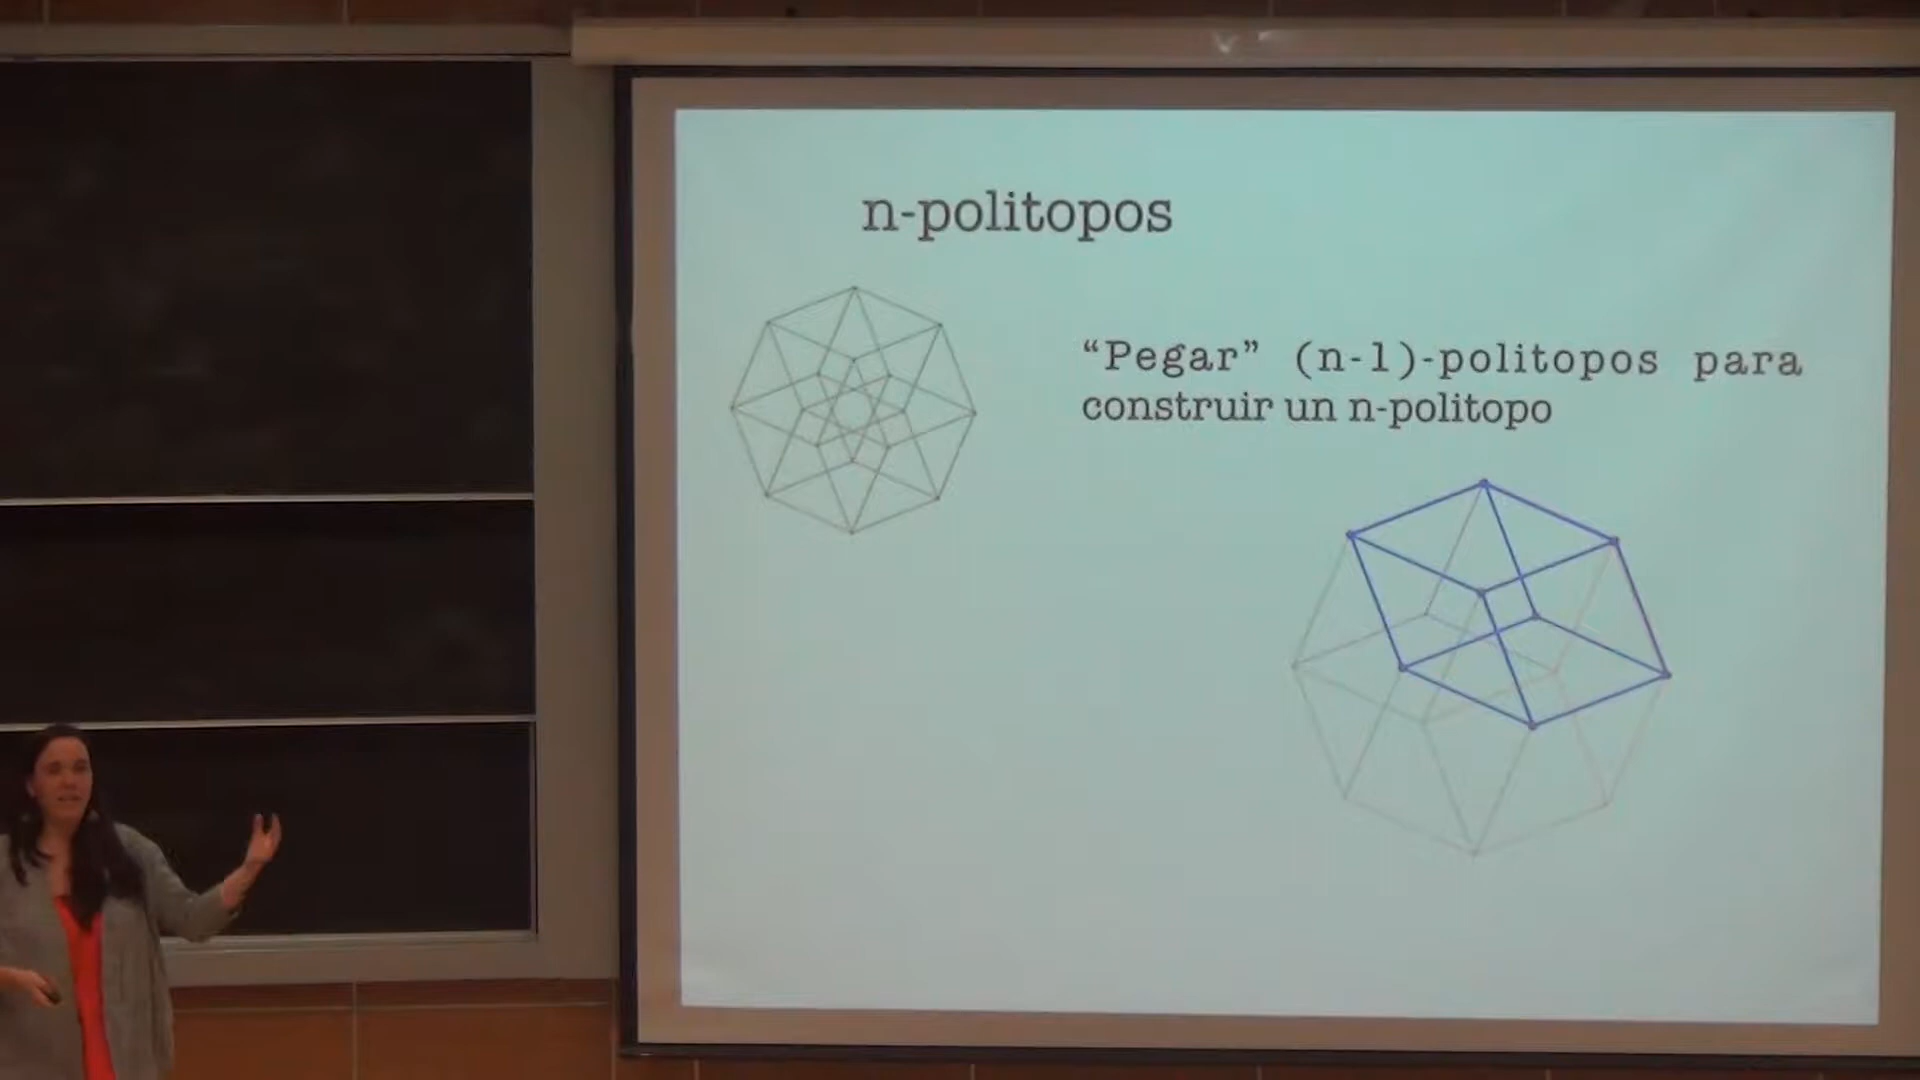 n-politopos
“Pegar” (n-1)-politopos para
construir un n-politopo